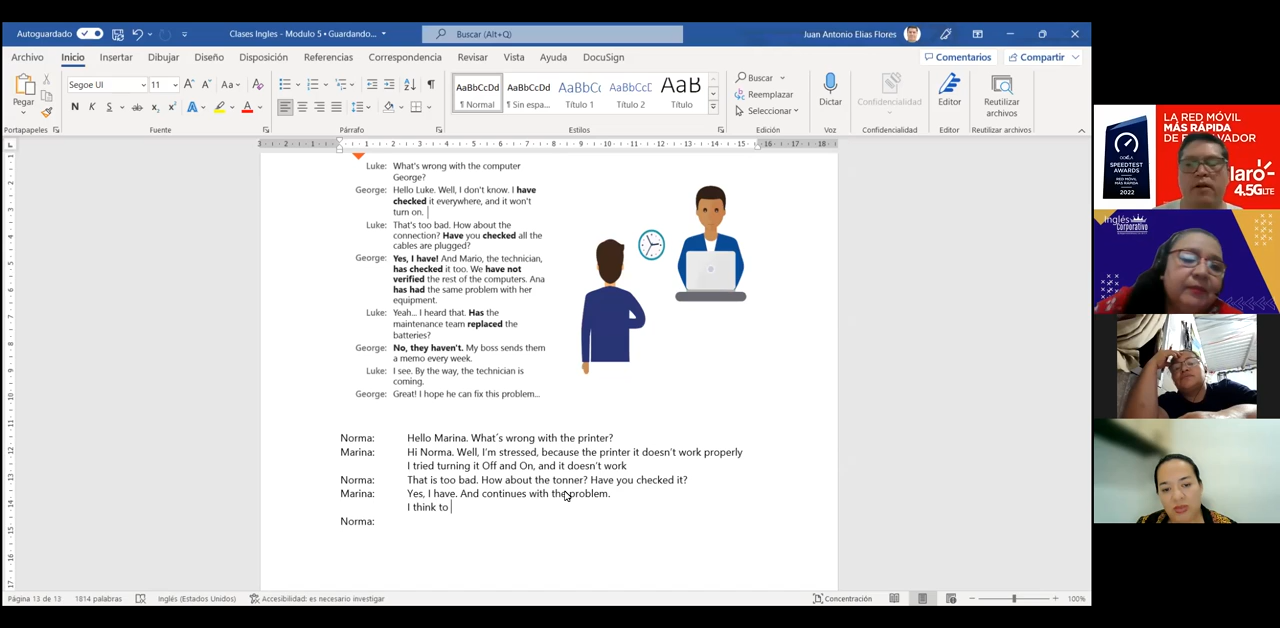 Autoguardado
Clases Ingles - Modulo 5 • Guardando...
Buscar (Alt+Q)
Juan Antonio Elias Flores
Archivo Inicio Insertar Dibujar Diseño Disposición Referencias Correspondencia Revisar Vista Ayuda DocuSign
Comentarios Compartir
Pegar
Segoe UI 11
N K S
AaBbCcDd AaBbCcDd AaBbCc AaBbCcD AaB
¶ Normal ¶ Sin espa... Título 1 Título 2 Título
Buscar
Reemplazar
Seleccionar
Dictar
Confidencialidad
Editor
Reutilizar archivos
Portapapeles Fuente Párrafo Estilos Edición Voz Confidencialidad Editor Reutilizar archivos
Luke: What's wrong with the computer
George?
George: Hello Luke. Well, I don't know. I have
checked it everywhere, and it won't
turn on.
Luke: That's too bad. How about the
connection? Have you checked all the
cables are plugged?
George: Yes, I have! And Mario, the technician,
has checked it too. We have not
verified the rest of the computers. Ana
has had the same problem with her
equipment.
Luke: Yeah... I heard that. Has the
maintenance team replaced the
batteries?
George: No, they haven't. My boss sends them
a memo every week.
Luke: I see. By the way, the technician is
coming.
George: Great! I hope he can fix this problem...
Norma: Hello Marina. What´s wrong with the printer?
Marina: Hi Norma. Well, I'm stressed, because the printer it doesn't work properly
I tried turning it Off and On, and it doesn't work
Norma: That is too bad. How about the tonner? Have you checked it?
Marina: Yes, I have. And continues with the problem.
I think to
Norma:
Página 13 de 13 1814 palabras Inglés (Estados Unidos) Accesibilidad: es necesario investigar
Concentración 100%
LA RED MÓVIL
MÁS RÁPIDA
SPEEDTEST
AWARDS
2022
Claro
4.5G LTE
Inglés
Corporativo